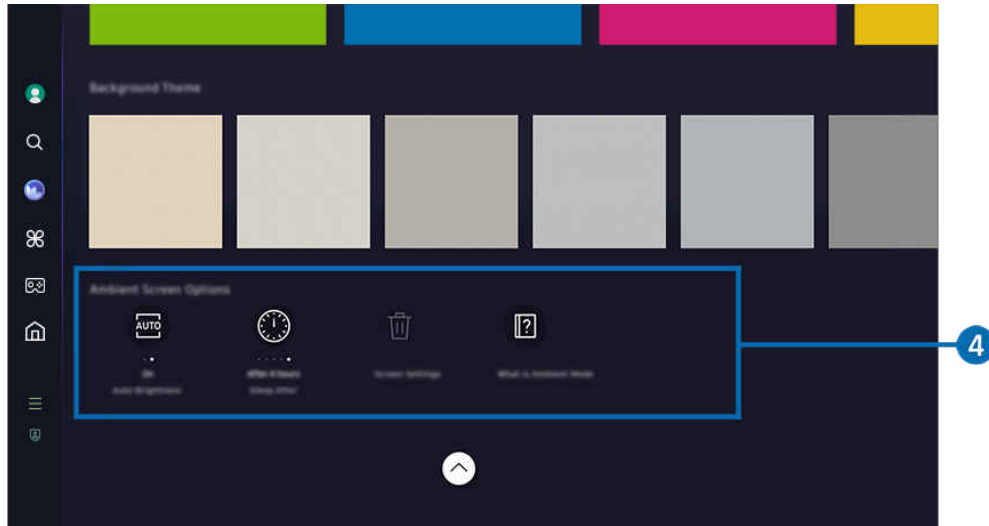 Background Theme
Ambient Screen Options
AUTO
?
On
Auto Brightness
After 8 hours
Sleep After
Screen Settings
What is Ambient Mode
4